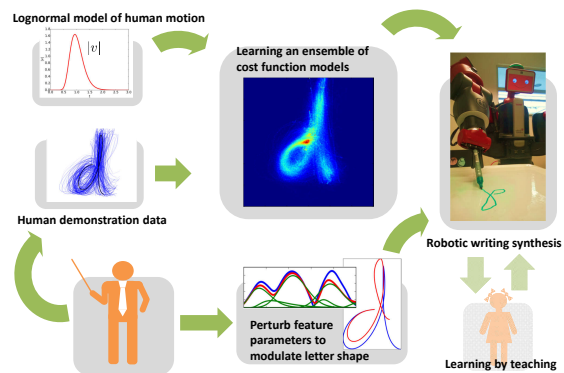 Lognormal model of human motion
|v|
Learning an ensemble of
cost function models
Human demonstration data
Robotic writing synthesis
Perturb feature
parameters to
modulate letter shape
Learning by teaching